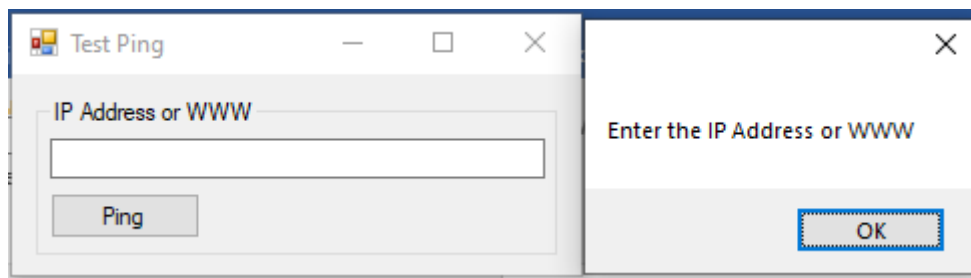 Test Ping
IP Address or WWW
Ping
Enter the IP Address or WWW
OK